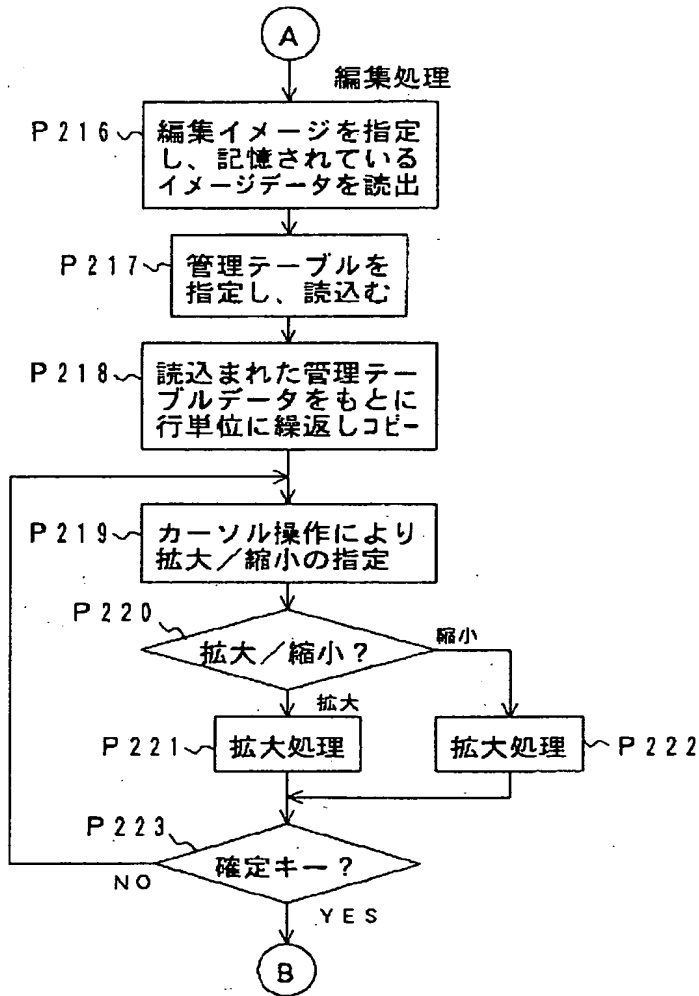 A
編集処理
P216
編集イメージを指定
し、記憶されている
イメージデータを読出
P217
管理テーブルを
指定し、読込む
P218
読込まれた管理テー
ブルデータをもとに
行単位に繰返しコピー
P219
カーソル操作により
拡大／縮小の指定
P220
拡大／縮小？
縮小
拡大
P221
拡大処理
拡大処理
P222
P223
確定キー？
NO
YES
B